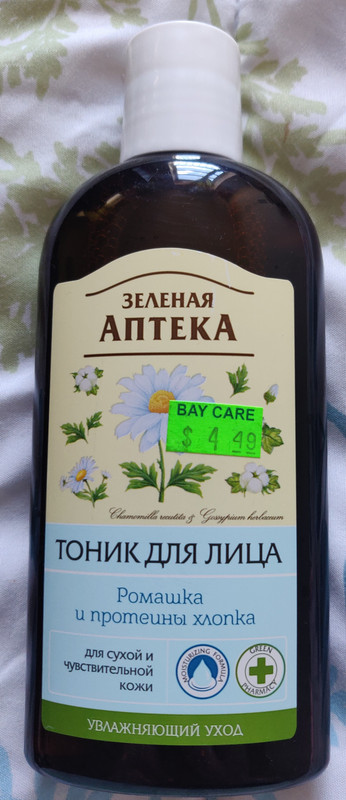 ЗЕЛЕНАЯ
АПТЕКА
BAY CARE
$ 4 49
Chamomilla recutita & Gossypium herbaceum
ТОНИК ДЛЯ ЛИЦА
Ромашка
и протеины хлопка
для сухой и
чувствительной
кожи
MOISTURIZING FORMULA
GREEN
PHARMACY
УВЛАЖНЯЮЩИЙ УХОД